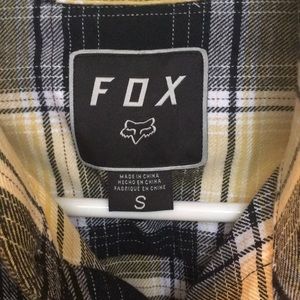 FOX
MADE IN CHINA
HECHO EN CHINA
FABRIQUÉ EN CHINE
S